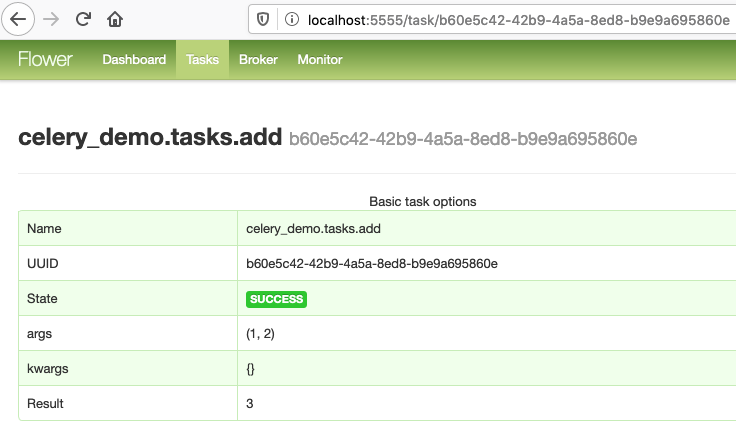 localhost:5555/task/b60e5c42-42b9-4a5a-8ed8-b9e9a695860e
Flower Dashboard Tasks Broker Monitor
celery_demo.tasks.add b60e5c42-42b9-4a5a-8ed8-b9e9a695860e
Basic task options
Name celery_demo.tasks.add
UUID b60e5c42-42b9-4a5a-8ed8-b9e9a695860e
State SUCCESS
args (1, 2)
kwargs {}
Result 3